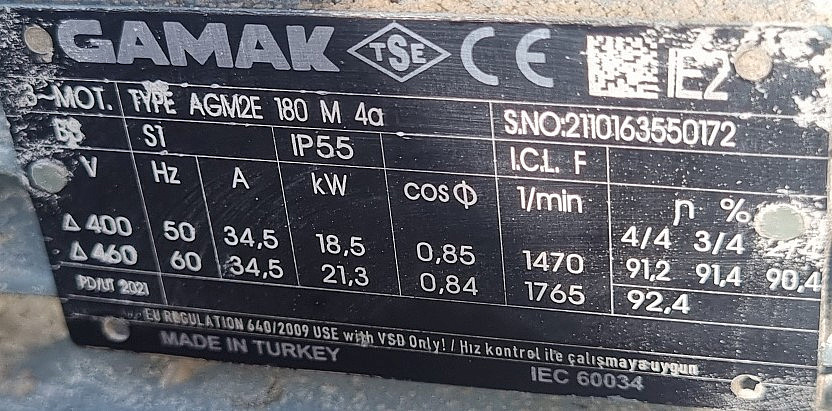 GAMAK TSE CE IE2
3~MOT. TYPE AGM2E 180 M 4a S.NO:2110163550172
B3 S1 IP55 I.C.L. F
V Hz A kW cosΦ 1/min η %
4/4 3/4
Δ 400 50 34,5 18,5 0,85 1470 91,2 91,4 90,4
Δ 460 60 34,5 21,3 0,84 1765 92,4
PD/UT 2021
EU REGULATION 640/2009 USE with VSD Only! / Hız kontrol ile çalışmaya uygun
MADE IN TURKEY IEC 60034